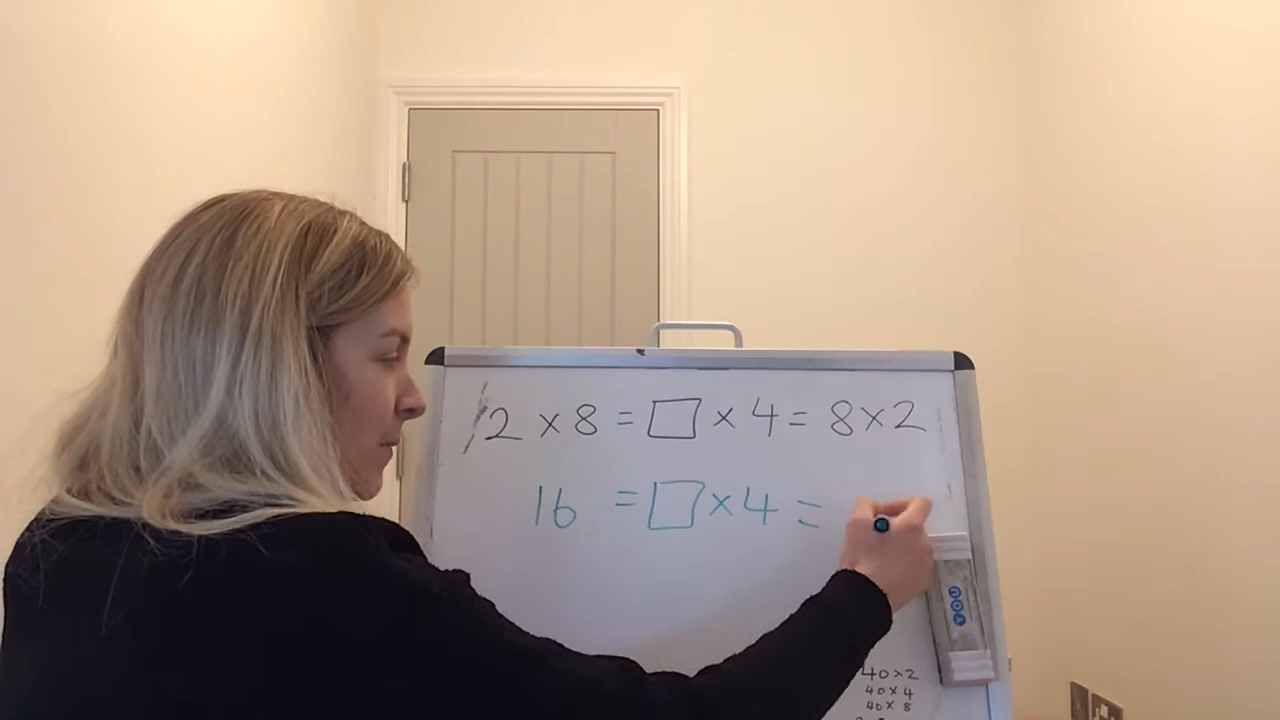 2 × 8 = □ × 4 = 8 × 2
16 = □ × 4 =
40 × 2
40 × 4
40 × 8